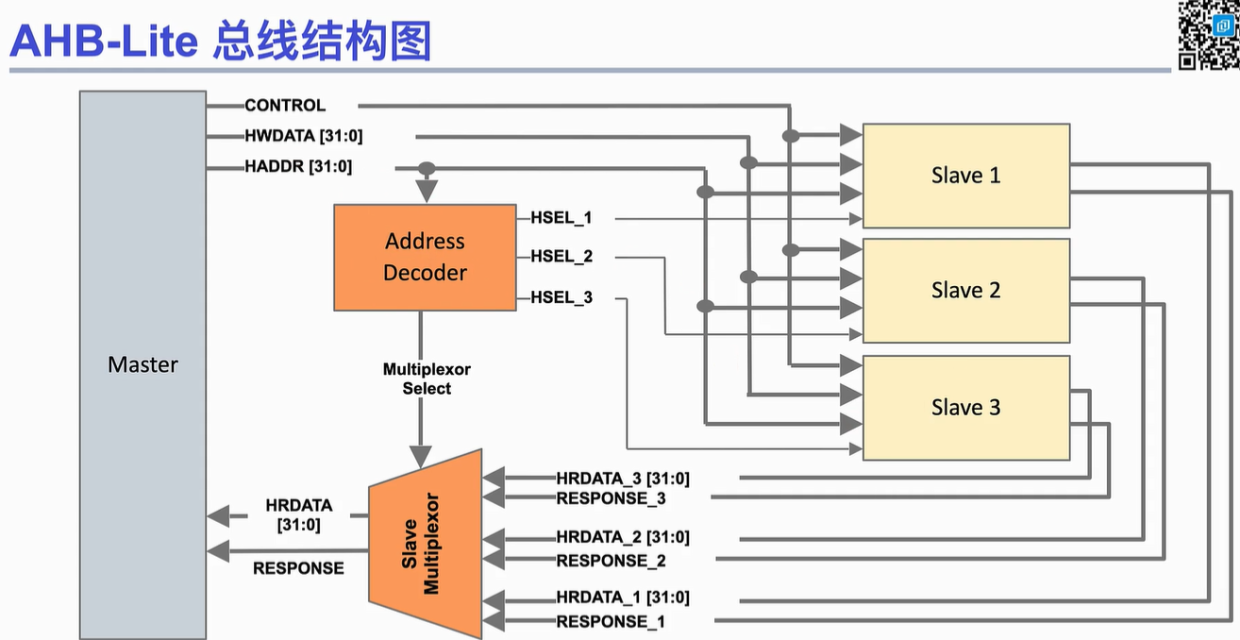 AHB-Lite 总线结构图
CONTROL
HWDATA [31:0]
HADDR [31:0]
Master
Address
Decoder
HSEL_1
HSEL_2
HSEL_3
Slave 1
Slave 2
Slave 3
Multiplexor
Select
Slave
Multiplexor
HRDATA
[31:0]
RESPONSE
HRDATA_3 [31:0]
RESPONSE_3
HRDATA_2 [31:0]
RESPONSE_2
HRDATA_1 [31:0]
RESPONSE_1